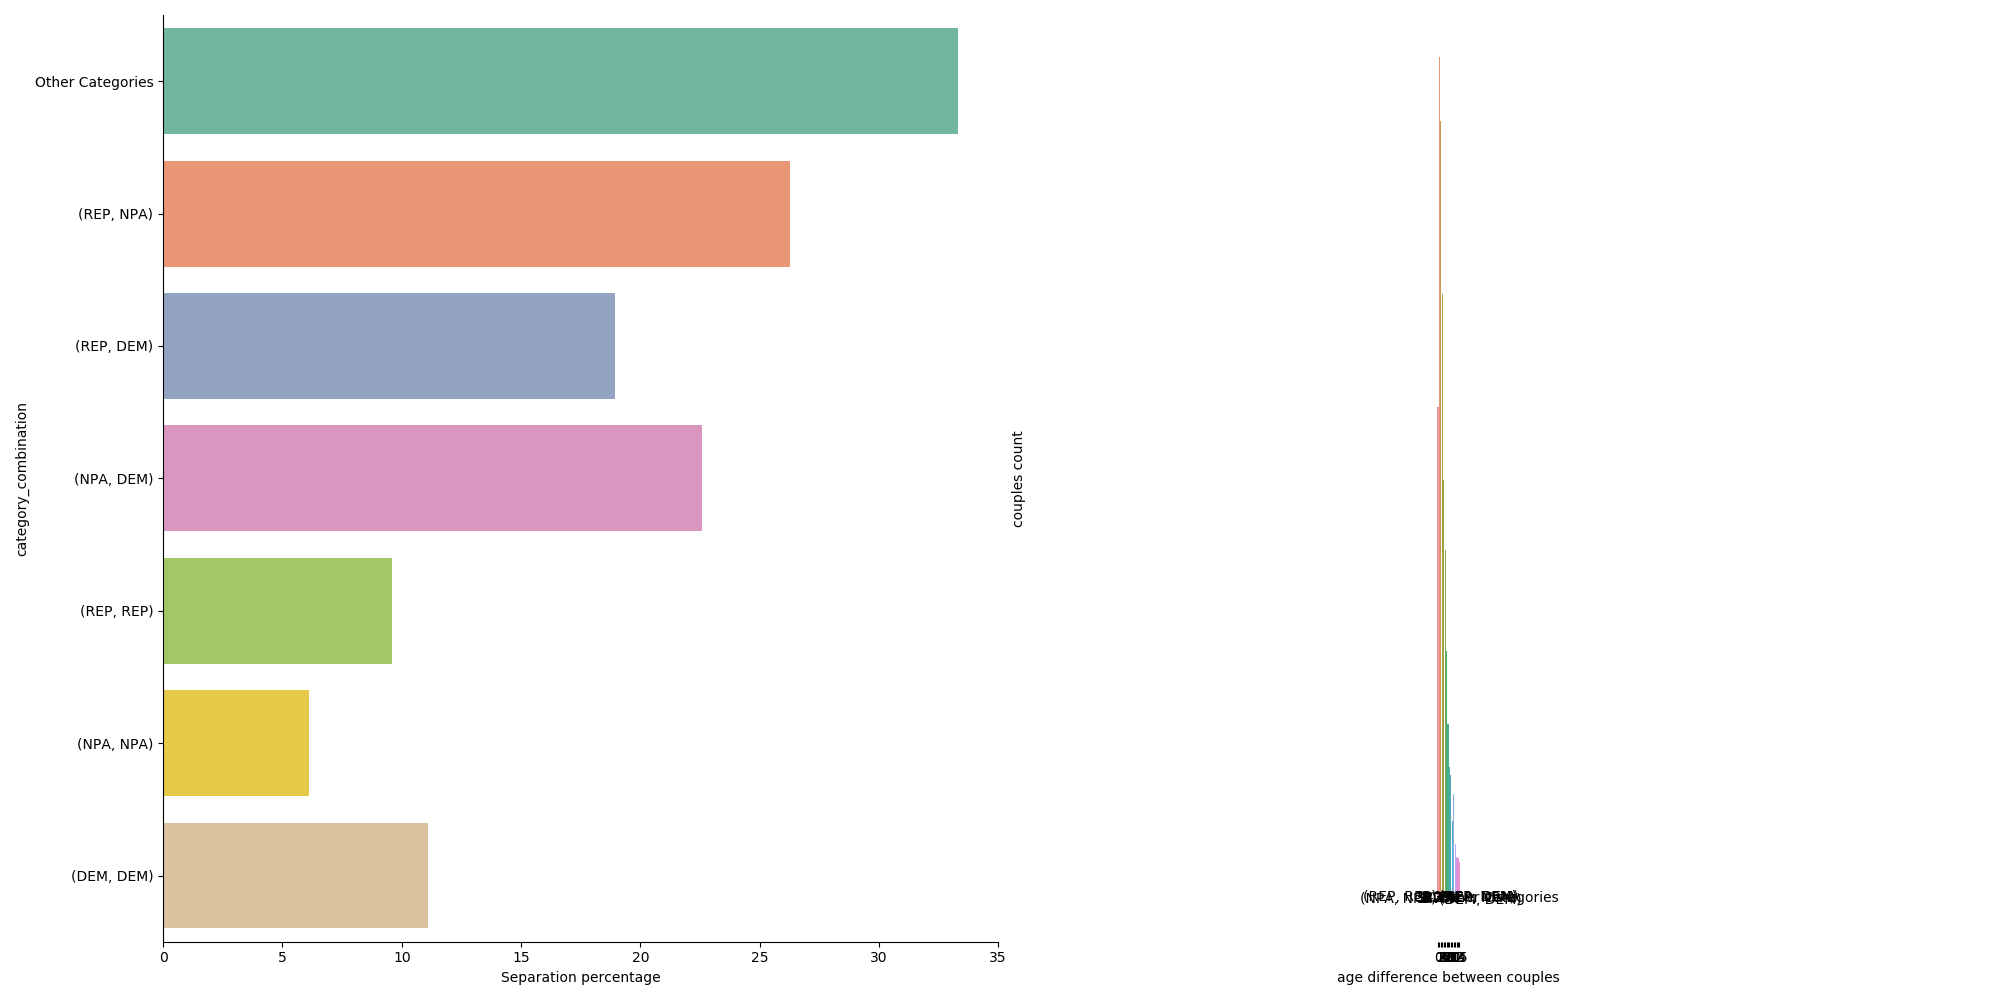 category_combination
Other Categories
(REP, NPA)
(REP, DEM)
(NPA, DEM)
(REP, REP)
(NPA, NPA)
(DEM, DEM)
0 5 10 15 20 25 30 35
Separation percentage
couples count
age difference between couples